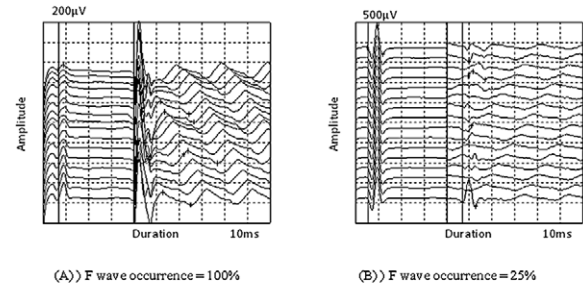 200µV
Amplitude
Duration 10ms
(A)) F wave occurrence = 100%
500µV
Amplitude
Duration 10ms
(B)) F wave occurrence = 25%